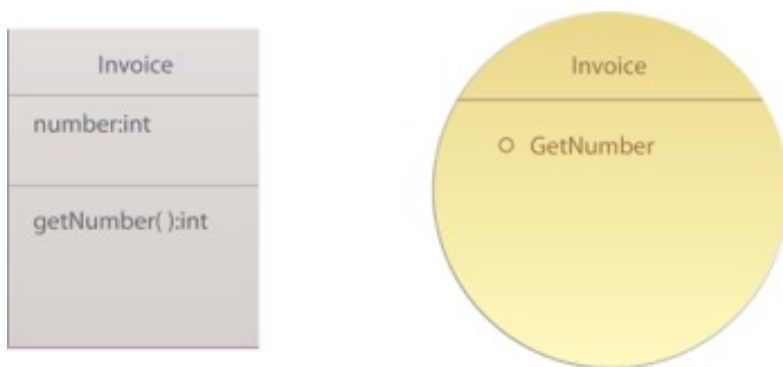 Invoice
number:int
getNumber( ):int
Invoice
GetNumber